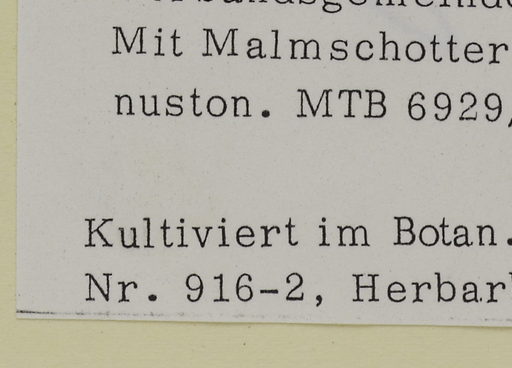 Mit Malmschotter
nuston. MTB 6929,
Kultiviert im Botan.
Nr. 916-2, Herbar